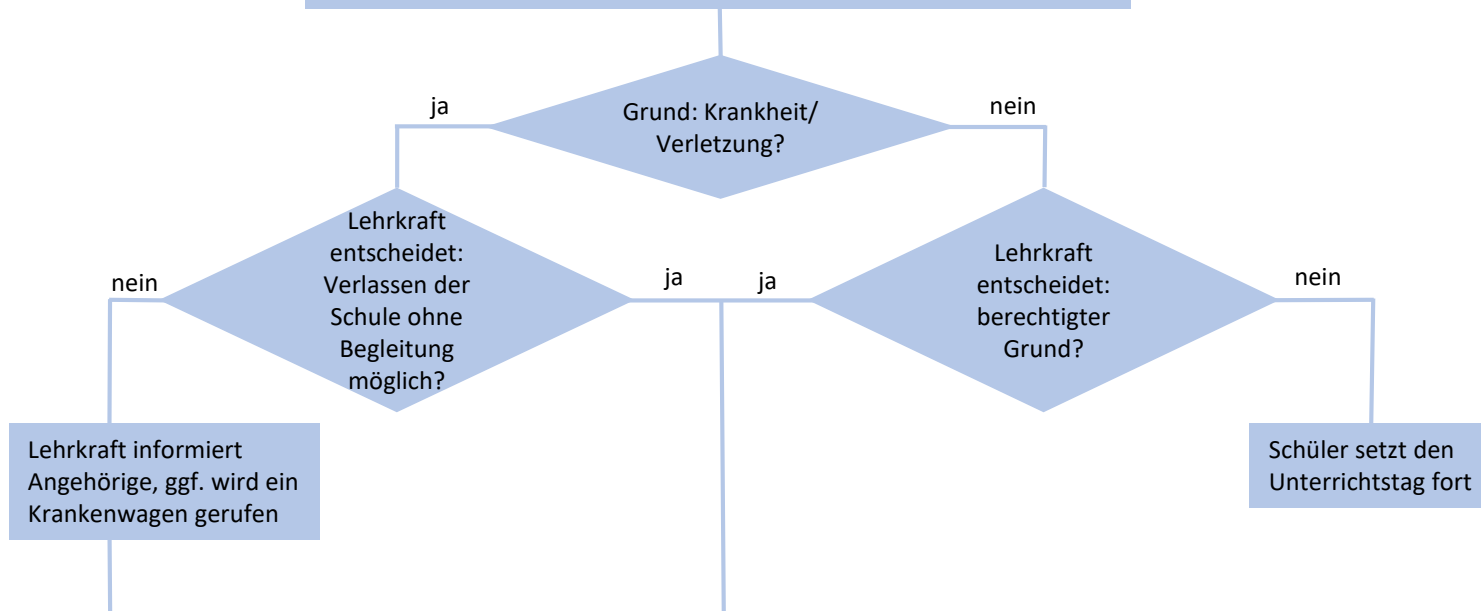 ja
Grund: Krankheit/
Verletzung?
nein
nein
Lehrkraft
entscheidet:
Verlassen der
Schule ohne
Begleitung
möglich?
ja
ja
Lehrkraft
entscheidet:
berechtigter
Grund?
nein
Lehrkraft informiert
Angehörige, ggf. wird ein
Krankenwagen gerufen
Schüler setzt den
Unterrichtstag fort